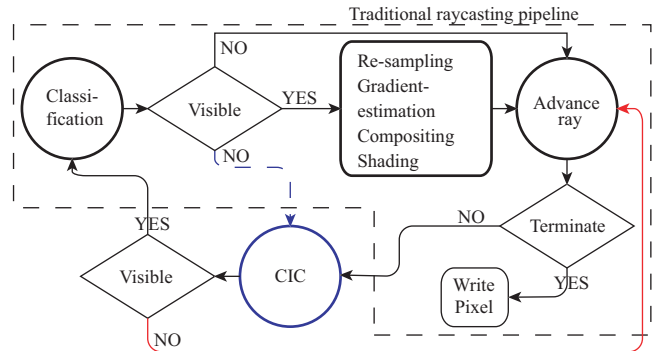 Traditional raycasting pipeline
NO
Classi-
fication
Visible
YES
Re-sampling
Gradient-
estimation
Compositing
Shading
Advance
ray
NO
YES
NO
Terminate
Visible
CIC
YES
Write
Pixel
NO